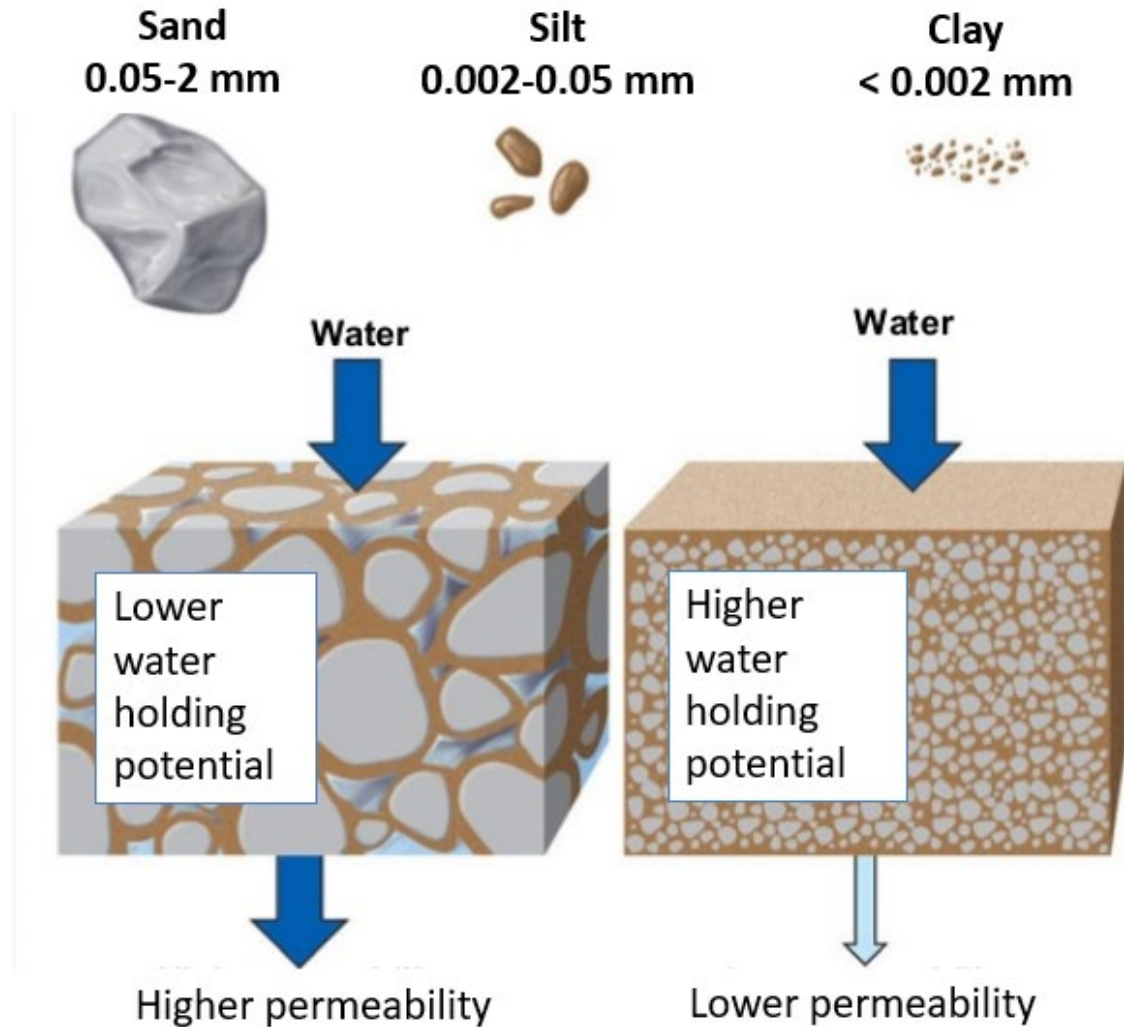 Sand
0.05-2 mm
Silt
0.002-0.05 mm
Clay
< 0.002 mm
Water
Water
Lower
water
holding
potential
Higher
water
holding
potential
Higher permeability
Lower permeability